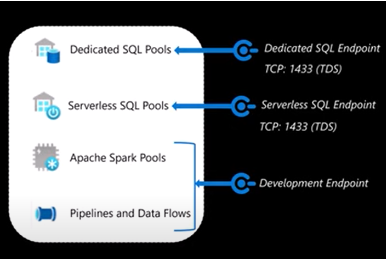 Dedicated SQL Pools
Dedicated SQL Endpoint
TCP: 1433 (TDS)
Serverless SQL Pools
Serverless SQL Endpoint
TCP: 1433 (TDS)
Apache Spark Pools
Development Endpoint
Pipelines and Data Flows